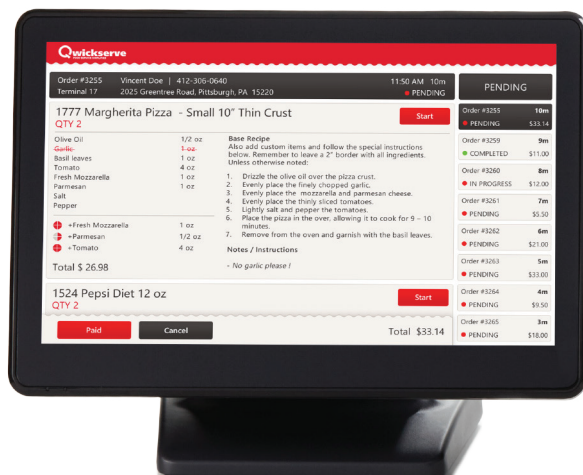 Qwickserve
Order #3255 Vincent Doe | 412-306-0640 11:50 AM 10m
Terminal 17 2025 Greentree Road, Pittsburgh, PA 15220 PENDING
1777 Margherita Pizza - Small 10" Thin Crust
QTY 2
Start
Olive Oil 1/2 oz
Garlic 1 oz
Basil leaves 1 oz
Tomato 4 oz
Fresh Mozzarella 1 oz
Parmesan 1 oz
Salt
Pepper
+Fresh Mozzarella 1 oz
+Parmesan 1/2 oz
+Tomato 4 oz
Total $ 26.98
Base Recipe
Also add custom items and follow the special instructions
below. Remember to leave a 2" border with all ingredients.
Unless otherwise noted:
1. Drizzle the olive oil over the pizza crust.
2. Evenly place the finely chopped garlic.
3. Evenly place the mozzarella and parmesan cheese.
4. Evenly place the thinly sliced tomatoes.
5. Lightly salt and pepper the tomatoes.
6. Place the pizza in the over, allowing it to cook for 9 – 10
minutes.
7. Remove from the oven and garnish with the basil leaves.
Notes / Instructions
- No garlic please !
1524 Pepsi Diet 12 oz
QTY 2
Start
Paid Cancel Total $33.14
PENDING
Order #3255 10m
PENDING $33.14
Order #3259 9m
COMPLETED $11.00
Order #3260 8m
IN PROGRESS $12.00
Order #3261 7m
PENDING $5.50
Order #3262 6m
PENDING $21.00
Order #3263 5m
PENDING $33.00
Order #3264 4m
PENDING $9.50
Order #3265 3m
PENDING $18.00